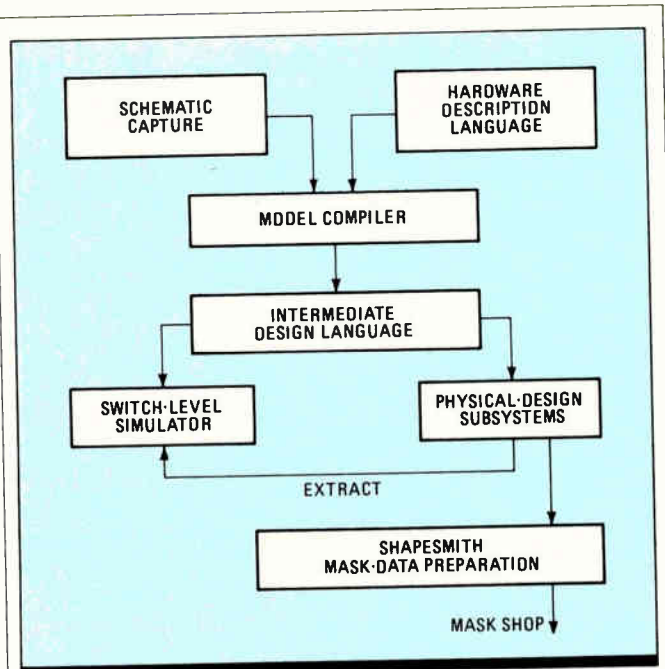 SCHEMATIC
CAPTURE
HARDWARE
DESCRIPTION
LANGUAGE
MODEL COMPILER
INTERMEDIATE
DESIGN LANGUAGE
SWITCH-LEVEL
SIMULATOR
PHYSICAL-DESIGN
SUBSYSTEMS
EXTRACT
SHAPESMITH
MASK-DATA PREPARATION
MASK SHOP